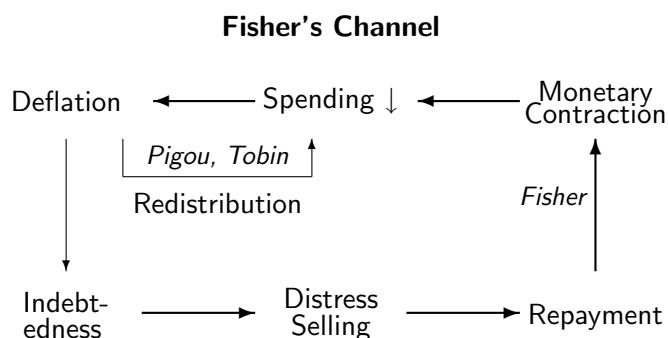 Fisher's Channel
Deflation
Spending ↓
Monetary
Contraction
Pigou, Tobin
Redistribution
Fisher
Indebt-
edness
Distress
Selling
Repayment